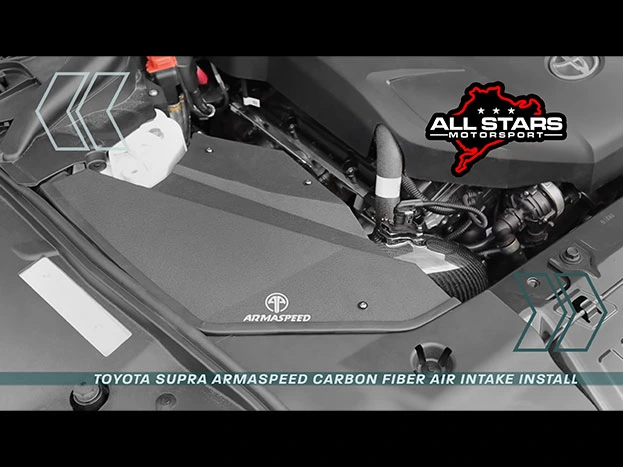 ALL STARS
MOTORSPORT
ARMASPEED
TOYOTA SUPRA ARMASPEED CARBON FIBER AIR INTAKE INSTALL